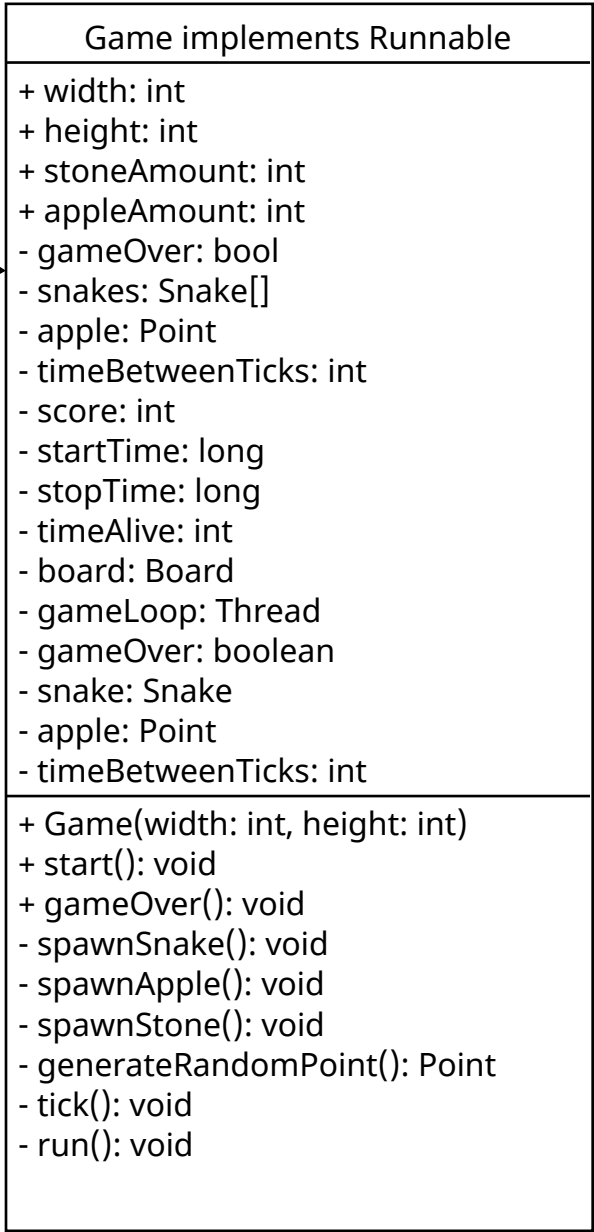 Game implements Runnable
+ width: int
+ height: int
+ stoneAmount: int
+ appleAmount: int
- gameOver: bool
- snakes: Snake[]
- apple: Point
- timeBetweenTicks: int
- score: int
- startTime: long
- stopTime: long
- timeAlive: int
- board: Board
- gameLoop: Thread
- gameOver: boolean
- snake: Snake
- apple: Point
- timeBetweenTicks: int
+ Game(width: int, height: int)
+ start(): void
+ gameOver(): void
- spawnSnake(): void
- spawnApple(): void
- spawnStone(): void
- generateRandomPoint(): Point
- tick(): void
- run(): void